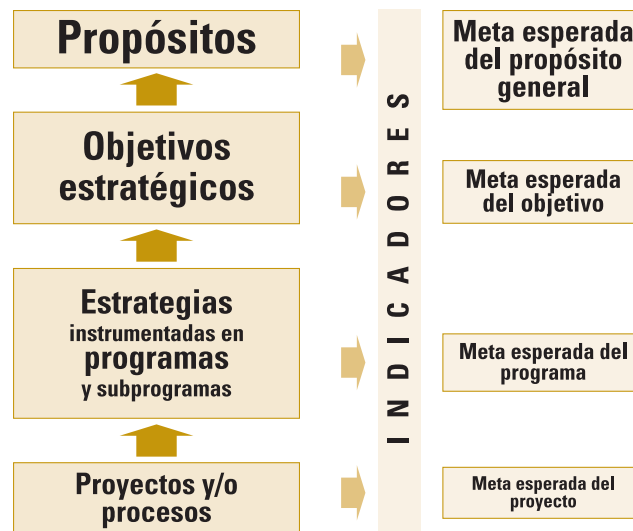 Propósitos
Objetivos
estratégicos
Estrategias
instrumentadas en
programas
y subprogramas
Proyectos y/o
procesos
INDICADORES
Meta esperada
del propósito
general
Meta esperada
del objetivo
Meta esperada del
programa
Meta esperada del
proyecto